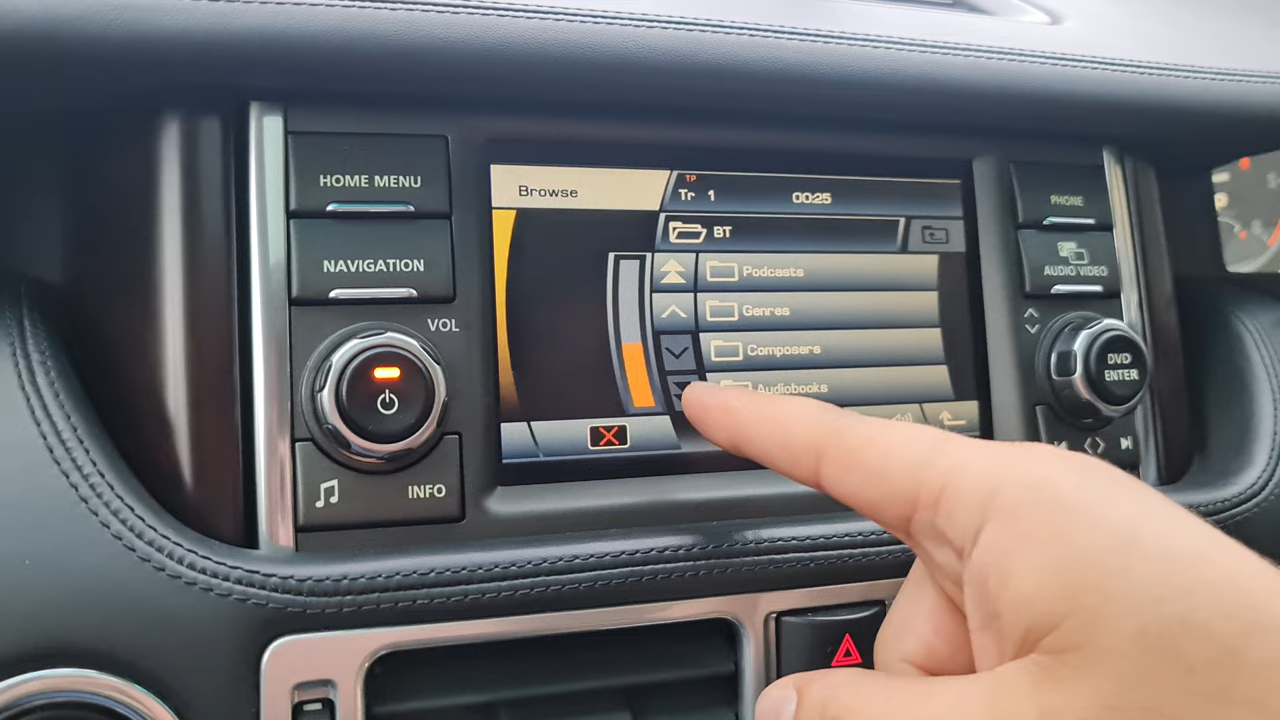 HOME MENU
NAVIGATION
VOL
INFO
Browse
TP
Tr 1 00:25
BT
Podcasts
Genres
Composers
Audiobooks
PHONE
AUDIO VIDEO
DVD
ENTER